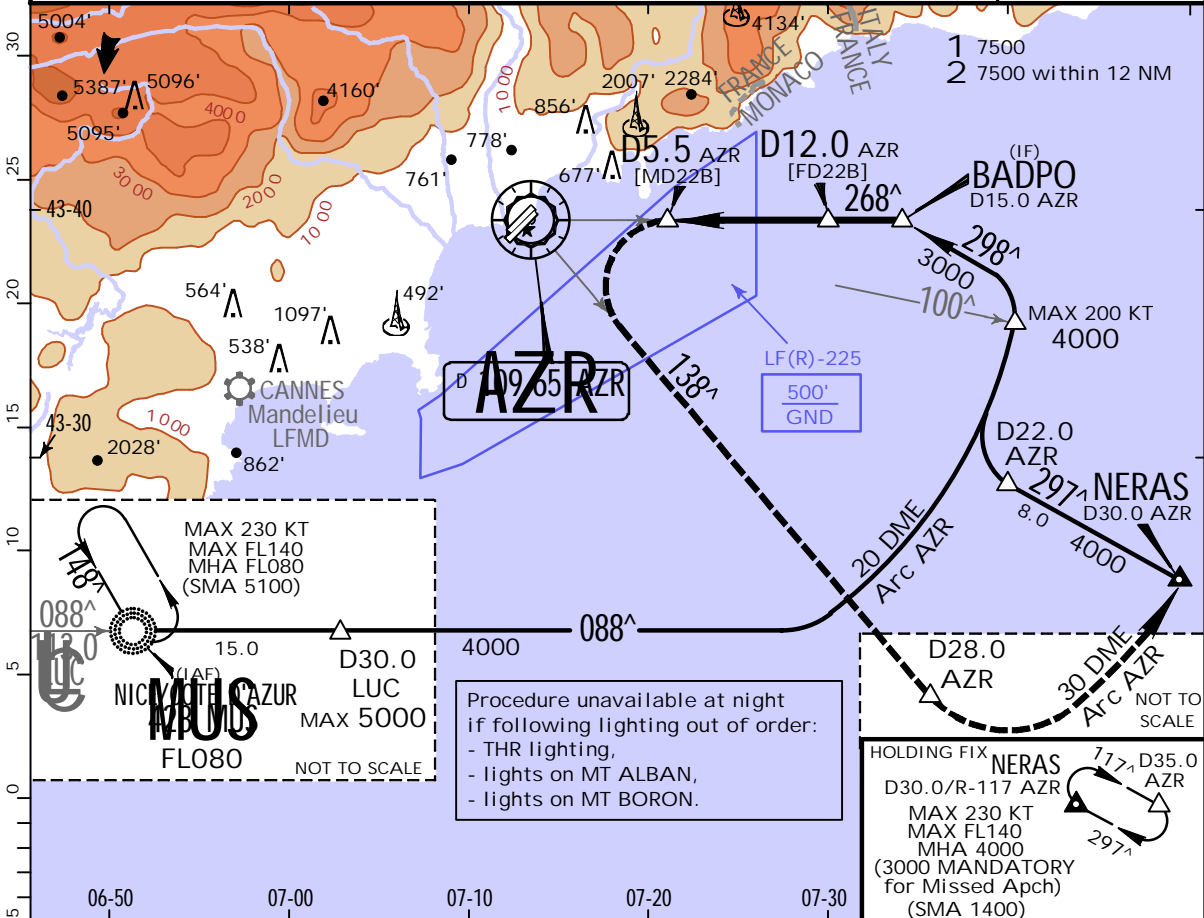 5004'
4134'
ITALY
FRANCE
FRANCE
MONACO
1 7500
2 7500 within 12 NM
30
5387'
5096'
5095'
4000
4160'
1000
2007'
2284'
856'
778'
761'
677'
D5.5 AZR
[MD22B]
D12.0 AZR
[FD22B]
268^
(IF)
BADPO
D15.0 AZR
25
3000
2000
1000
43-40
298^
3000
100^
MAX 200 KT
4000
20
564'
1097'
492'
538'
138^
LF(R)-225
500'
GND
D 109.65 AZR
AZR
CANNES
Mandelieu
LFMD
15
43-30
1000
2028'
862'
D22.0
AZR
297^
8.0
4000
NERAS
D30.0 AZR
MAX 230 KT
MAX FL140
MHA FL080
(SMA 5100)
148^
10
20 DME
Arc AZR
088^
LUC
15.0
4000
088^
D30.0
LUC
MAX 5000
(IAF)
MUS
FL080
NOT TO SCALE
5
D28.0
AZR
30 DME
Arc AZR
NOT TO
SCALE
Procedure unavailable at night
if following lighting out of order:
- THR lighting,
- lights on MT ALBAN,
- lights on MT BORON.
HOLDING FIX
NERAS
D30.0/R-117 AZR
117^
D35.0
AZR
297^
MAX 230 KT
MAX FL140
MHA 4000
(3000 MANDATORY
for Missed Apch)
(SMA 1400)
0
5
06-50
07-00
07-10
07-20
07-30